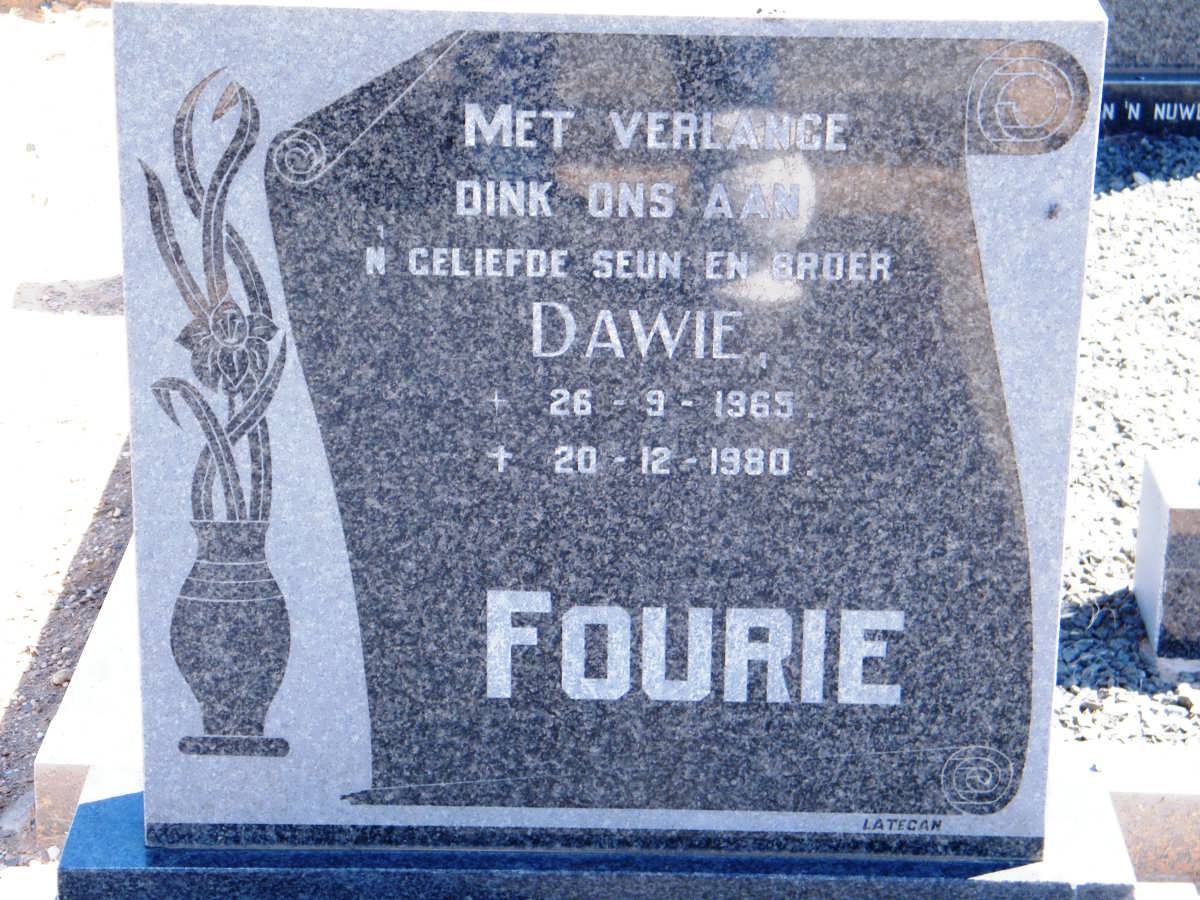 MET VERLANGE
DINK ONS AAN
'N GELIEFDE SEUN EN BROER
DAWIE,
+ 26-9-1965.
+ 20-12-1980.
FOURIE
LATEGAN
N 'N NUWE